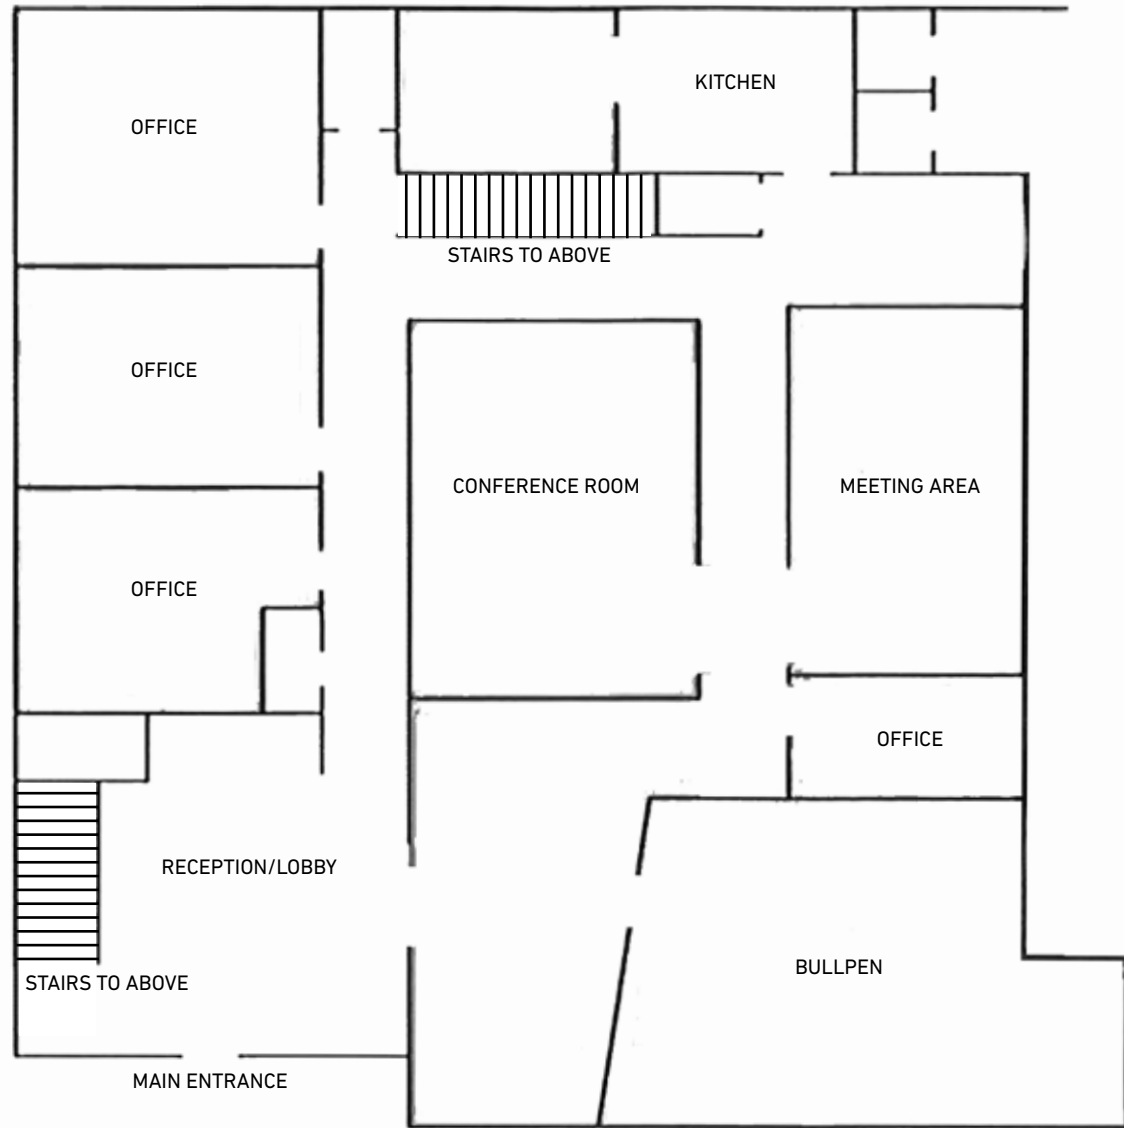 KITCHEN
OFFICE
STAIRS TO ABOVE
OFFICE
CONFERENCE ROOM
MEETING AREA
OFFICE
OFFICE
RECEPTION/LOBBY
BULLPEN
STAIRS TO ABOVE
MAIN ENTRANCE